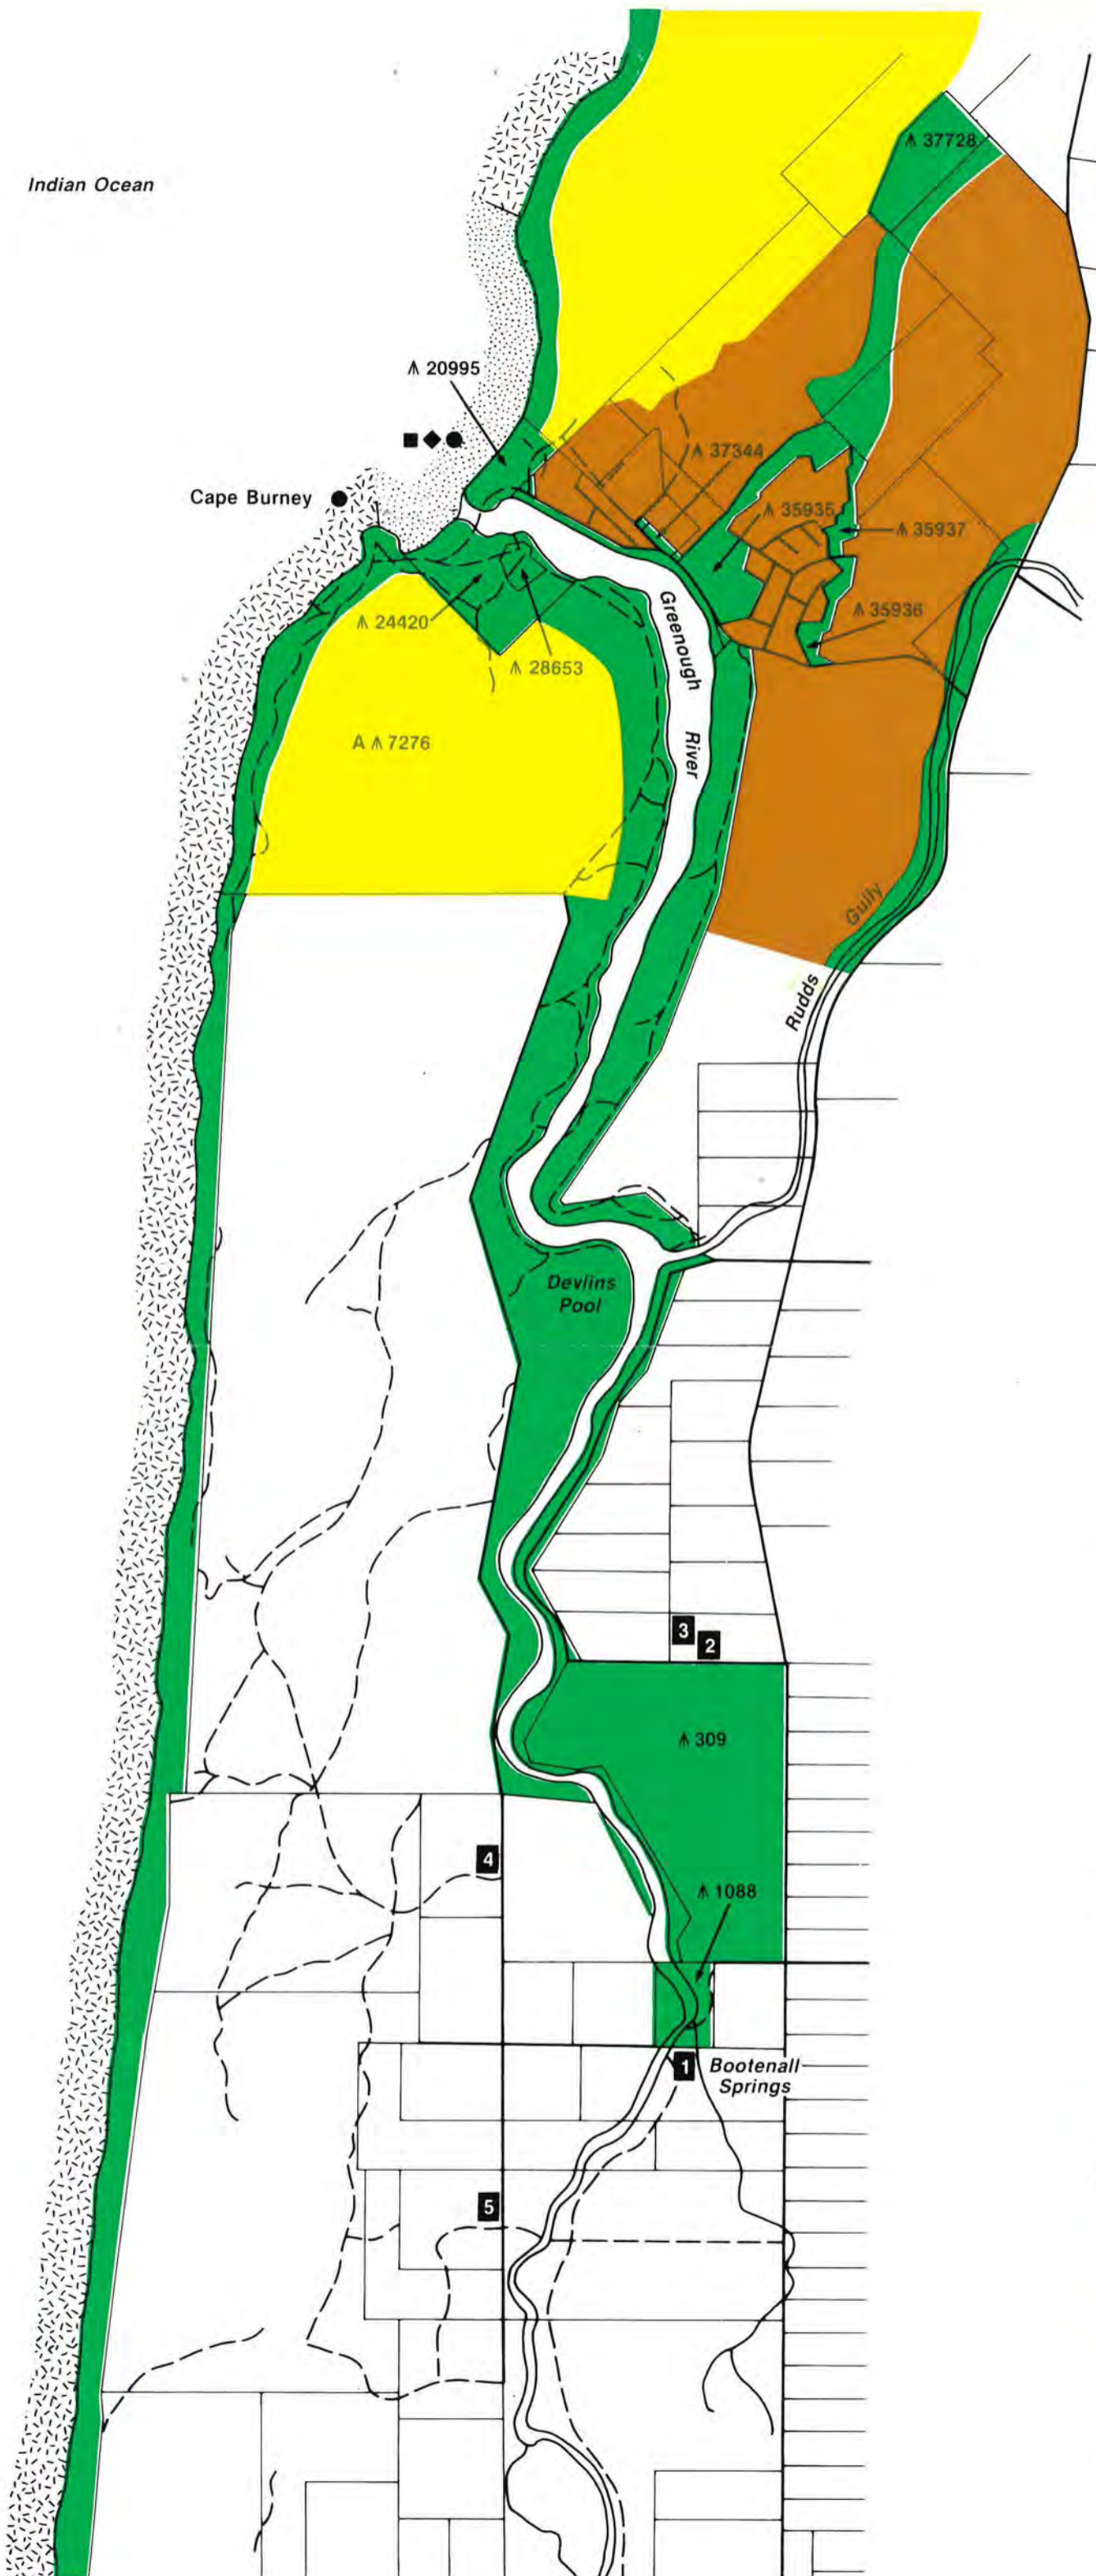 Indian Ocean
37728
20995
37344
Cape Burney
35935
35937
Greenough
River
24420
35936
28653
A 7276
Gully
Rudds
Devlins
Pool
3
2
309
4
1088
1
Bootenall
Springs
5